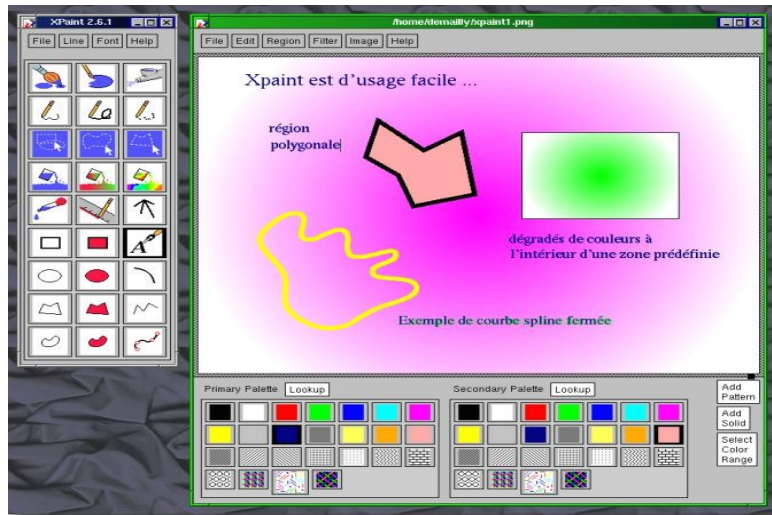 XPaint 2.6.1
/home/demailly/xpaint1.png
File Line Font Help
File Edit Region Filter Image Help
Xpaint est d'usage facile ...
région
polygonale
dégradés de couleurs à
l'intérieur d'une zone prédéfinie
Exemple de courbe spline fermée
A
Primary Palette Lookup
Secondary Palette Lookup
Add
Pattern
Add
Solid
Select
Color
Range